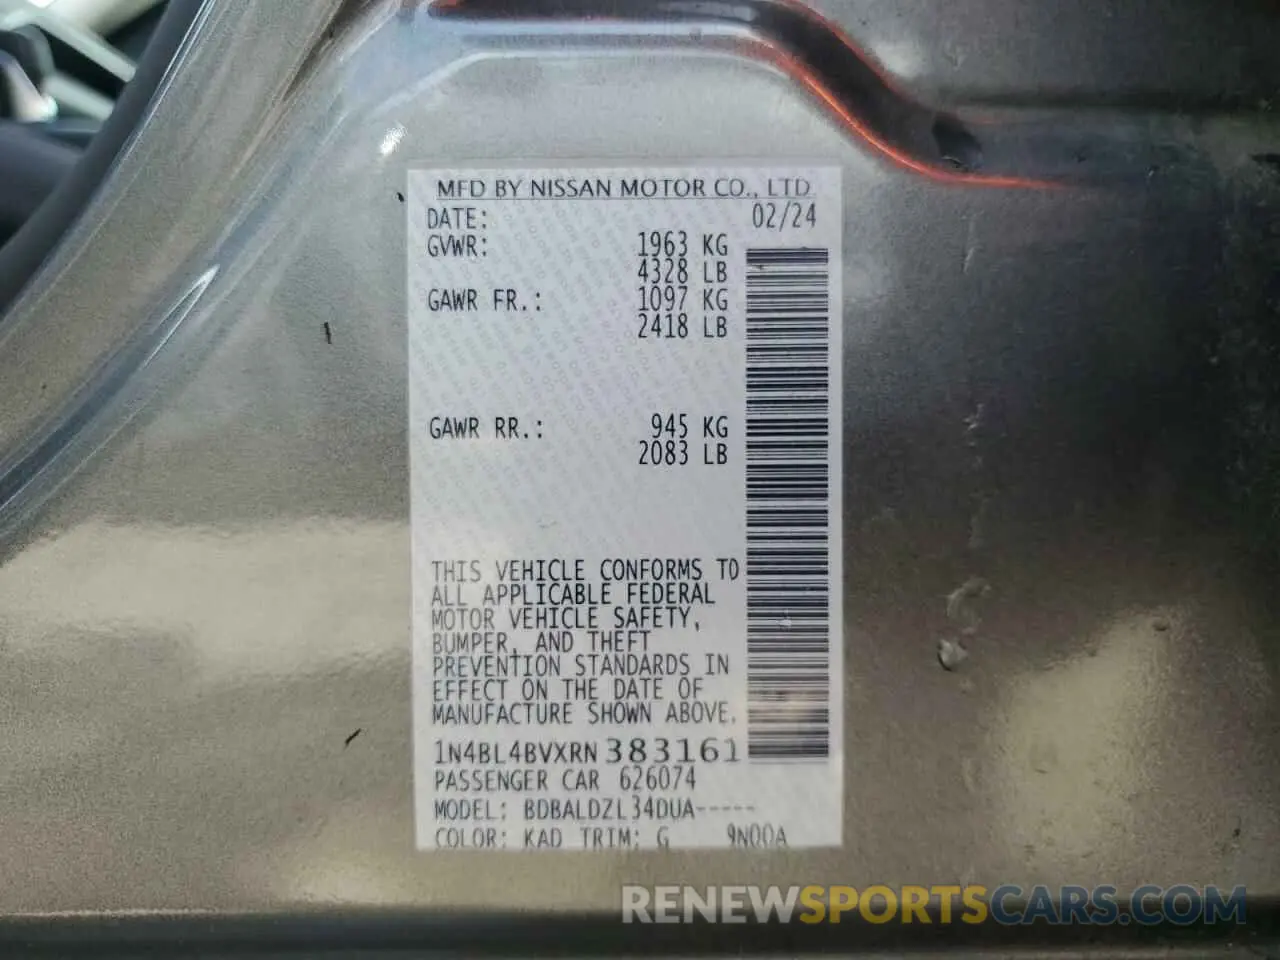 MFD BY NISSAN MOTOR CO., LTD
DATE: 02/24
GVWR: 1963 KG
4328 LB
GAWR FR.: 1097 KG
2418 LB
GAWR RR.: 945 KG
2083 LB
THIS VEHICLE CONFORMS TO
ALL APPLICABLE FEDERAL
MOTOR VEHICLE SAFETY,
BUMPER, AND THEFT
PREVENTION STANDARDS IN
EFFECT ON THE DATE OF
MANUFACTURE SHOWN ABOVE.
1N4BL4BVXRN383161
PASSENGER CAR 626074
MODEL: BDBALDZL34DUA-----
COLOR: KAD TRIM: G 9N00A
RENEWSPORTSCARS.COM